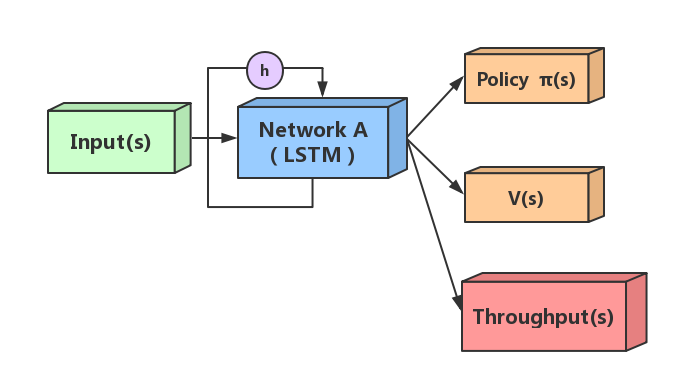 h
Input(s)
Network A
( LSTM )
Policy π(s)
V(s)
Throughput(s)